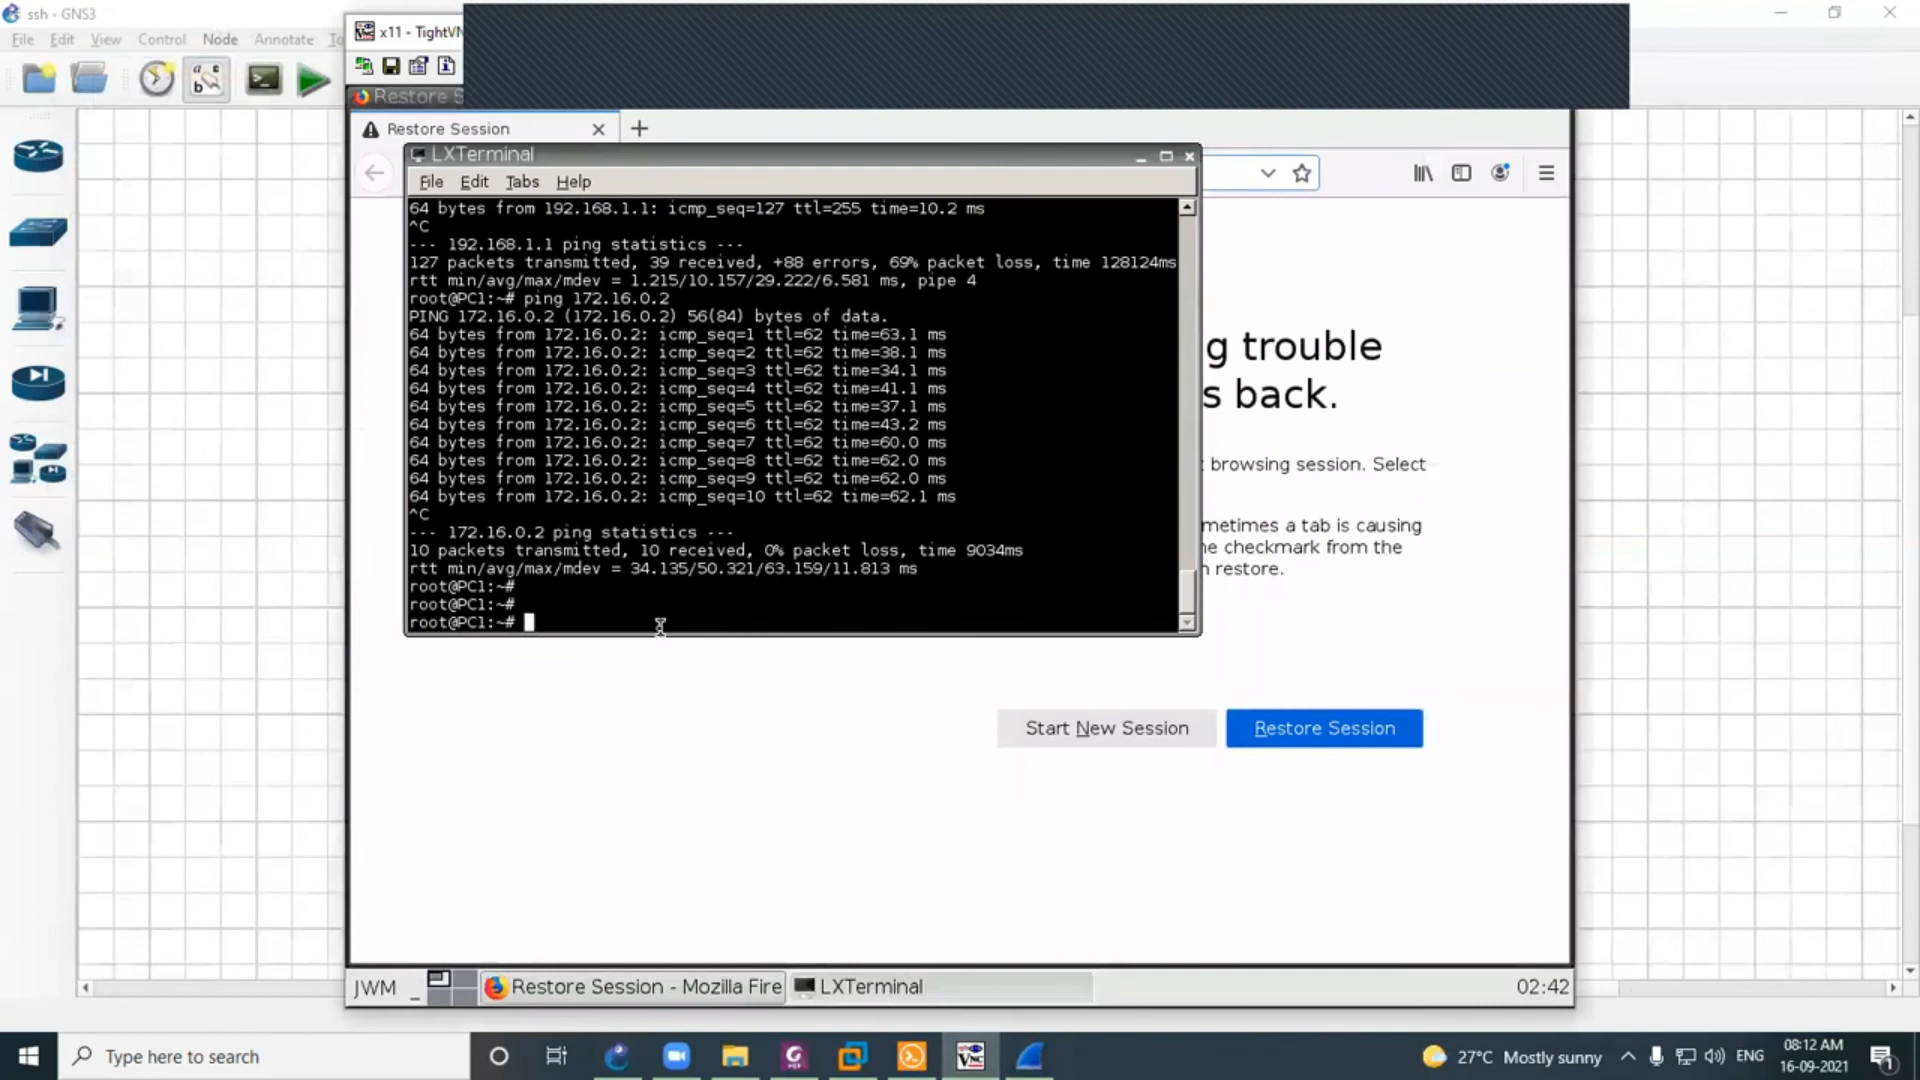 ssh - GNS3
File Edit View Control Node Annotate To
x11 - TightVN
Restore S
Restore Session
LXTerminal
File Edit Tabs Help
64 bytes from 192.168.1.1: icmp_seq=127 ttl=255 time=10.2 ms
^C
--- 192.168.1.1 ping statistics ---
127 packets transmitted, 39 received, +88 errors, 69% packet loss, time 128124ms
rtt min/avg/max/mdev = 1.215/10.157/29.222/6.581 ms, pipe 4
root@PC1:~# ping 172.16.0.2
PING 172.16.0.2 (172.16.0.2) 56(84) bytes of data.
64 bytes from 172.16.0.2: icmp_seq=1 ttl=62 time=63.1 ms
64 bytes from 172.16.0.2: icmp_seq=2 ttl=62 time=38.1 ms
64 bytes from 172.16.0.2: icmp_seq=3 ttl=62 time=34.1 ms
64 bytes from 172.16.0.2: icmp_seq=4 ttl=62 time=41.1 ms
64 bytes from 172.16.0.2: icmp_seq=5 ttl=62 time=37.1 ms
64 bytes from 172.16.0.2: icmp_seq=6 ttl=62 time=43.2 ms
64 bytes from 172.16.0.2: icmp_seq=7 ttl=62 time=60.0 ms
64 bytes from 172.16.0.2: icmp_seq=8 ttl=62 time=62.0 ms
64 bytes from 172.16.0.2: icmp_seq=9 ttl=62 time=62.0 ms
64 bytes from 172.16.0.2: icmp_seq=10 ttl=62 time=62.1 ms
^C
--- 172.16.0.2 ping statistics ---
10 packets transmitted, 10 received, 0% packet loss, time 9034ms
rtt min/avg/max/mdev = 34.135/50.321/63.159/11.813 ms
root@PC1:~#
root@PC1:~#
root@PC1:~#
g trouble
s back.
browsing session. Select
metimes a tab is causing
e checkmark from the
restore.
Start New Session Restore Session
JWM _ Restore Session - Mozilla Fire LXTerminal 02:42
Type here to search 27°C Mostly sunny ENG 08:12 AM
16-09-2021